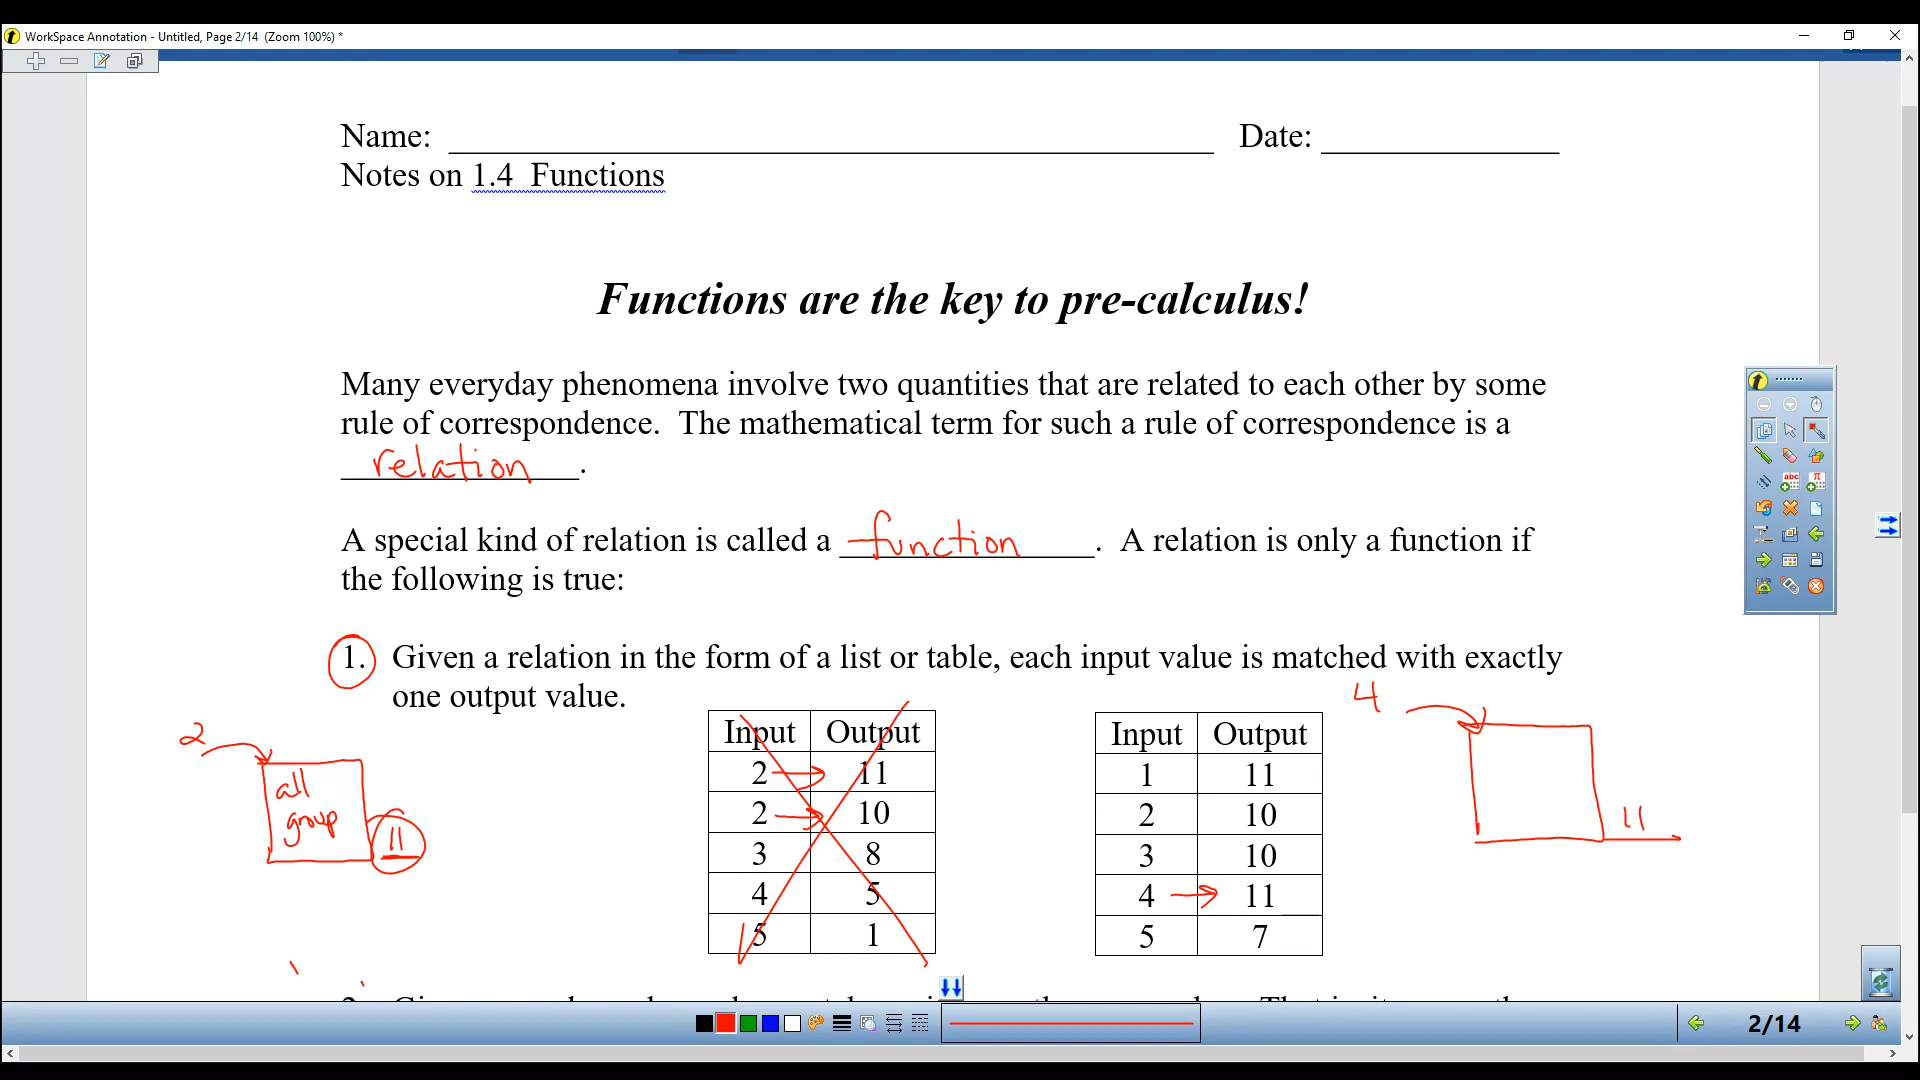 WorkSpace Annotation - Untitled, Page 2/14 (Zoom 100%) *
Name: Date:
Notes on 1.4 Functions
Functions are the key to pre-calculus!
Many everyday phenomena involve two quantities that are related to each other by some
rule of correspondence. The mathematical term for such a rule of correspondence is a
relation.
A special kind of relation is called a function. A relation is only a function if
the following is true:
1. Given a relation in the form of a list or table, each input value is matched with exactly
one output value.
2
all
group
11
Input Output
2 11
2 10
3 8
4 5
5 1
Input Output
1 11
2 10
3 10
4 11
5 7
4
11
2/14